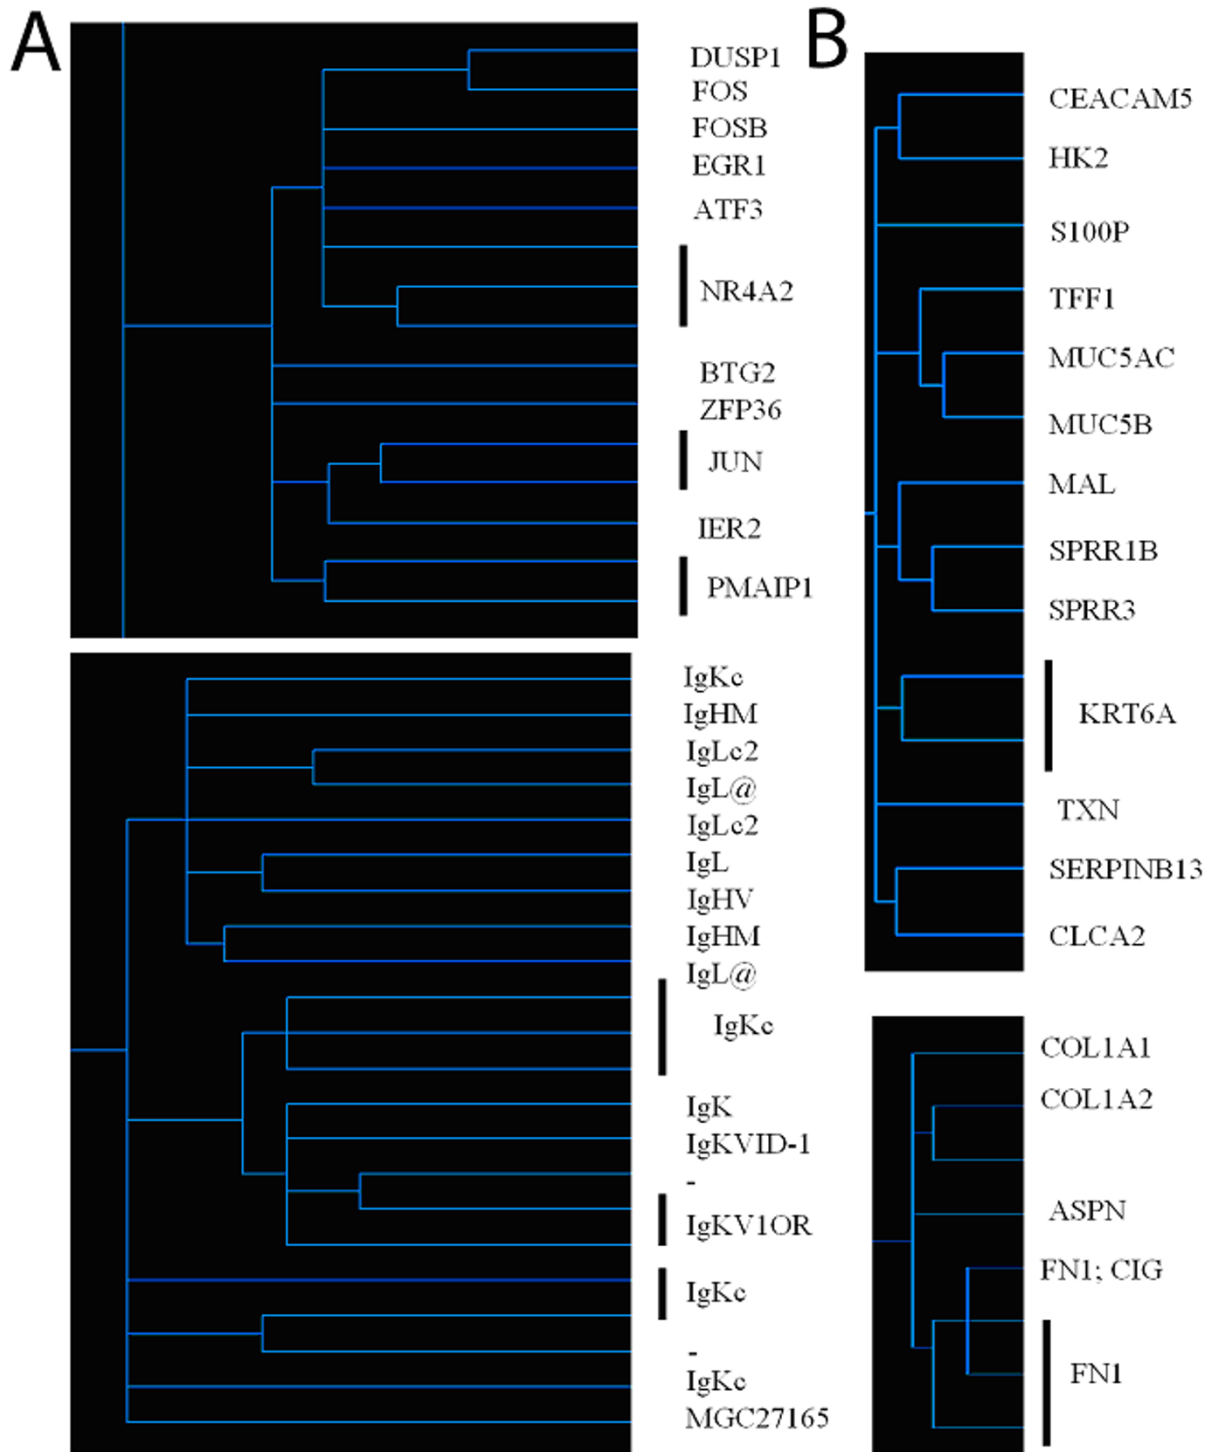 A
DUSP1
FOS
FOSB
EGR1
ATF3
NR4A2
BTG2
ZFP36
JUN
IER2
PMAIP1
IgKc
IgHM
IgLc2
IgL@
IgLc2
IgL
IgHV
IgHM
IgL@
IgKc
IgK
IgKVID-1
-
IgKV1OR
IgKc
-
IgKc
MGC27165
B
CEACAM5
HK2
S100P
TFF1
MUC5AC
MUC5B
MAL
SPRR1B
SPRR3
KRT6A
TXN
SERPINB13
CLCA2
COL1A1
COL1A2
ASPN
FN1; CIG
FN1